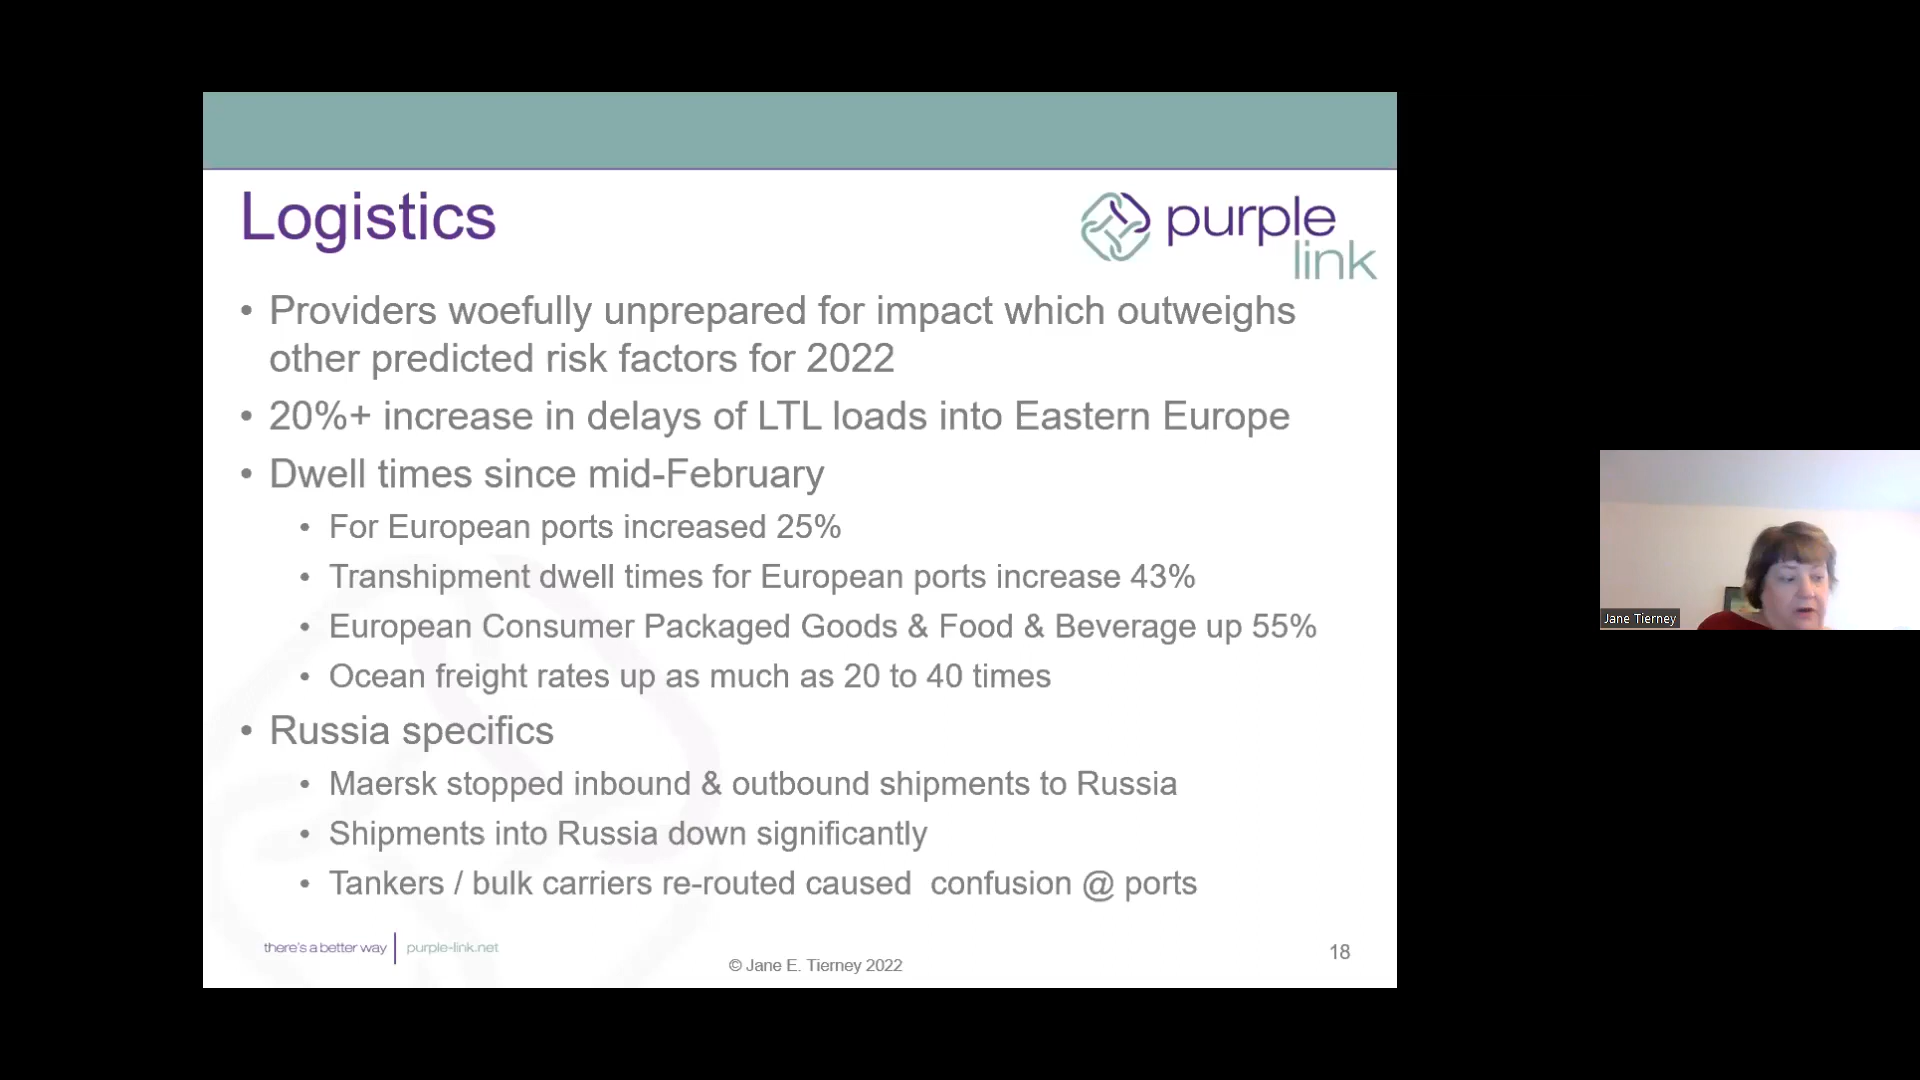 Logistics
purple
link
• Providers woefully unprepared for impact which outweighs
other predicted risk factors for 2022
• 20%+ increase in delays of LTL loads into Eastern Europe
• Dwell times since mid-February
• For European ports increased 25%
• Transhipment dwell times for European ports increase 43%
• European Consumer Packaged Goods & Food & Beverage up 55%
• Ocean freight rates up as much as 20 to 40 times
• Russia specifics
• Maersk stopped inbound & outbound shipments to Russia
• Shipments into Russia down significantly
• Tankers / bulk carriers re-routed caused  confusion @ ports
there's a better way | purple-link.net
© Jane E. Tierney 2022
18
Jane Tierney